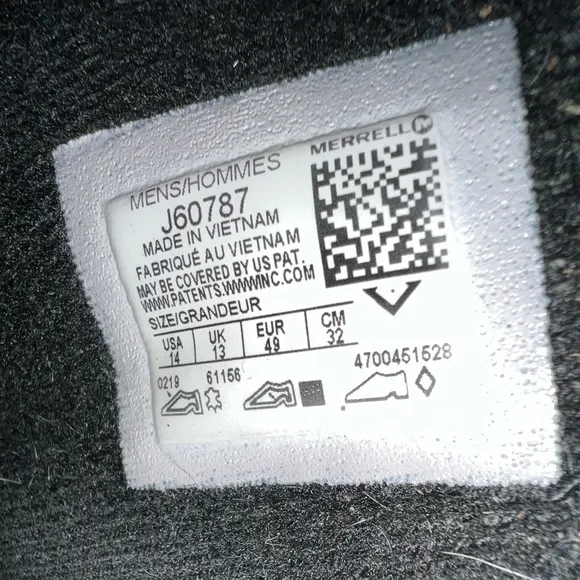 MERRELL
MENS/HOMMES
J60787
MADE IN VIETNAM
FABRIQUÉ AU VIETNAM
MAY BE COVERED BY US PAT.
WWW.PATENTS.WWWINC.COM
SIZE/GRANDEUR
USA UK EUR CM
14 13 49 32
0219 61156 4700451528